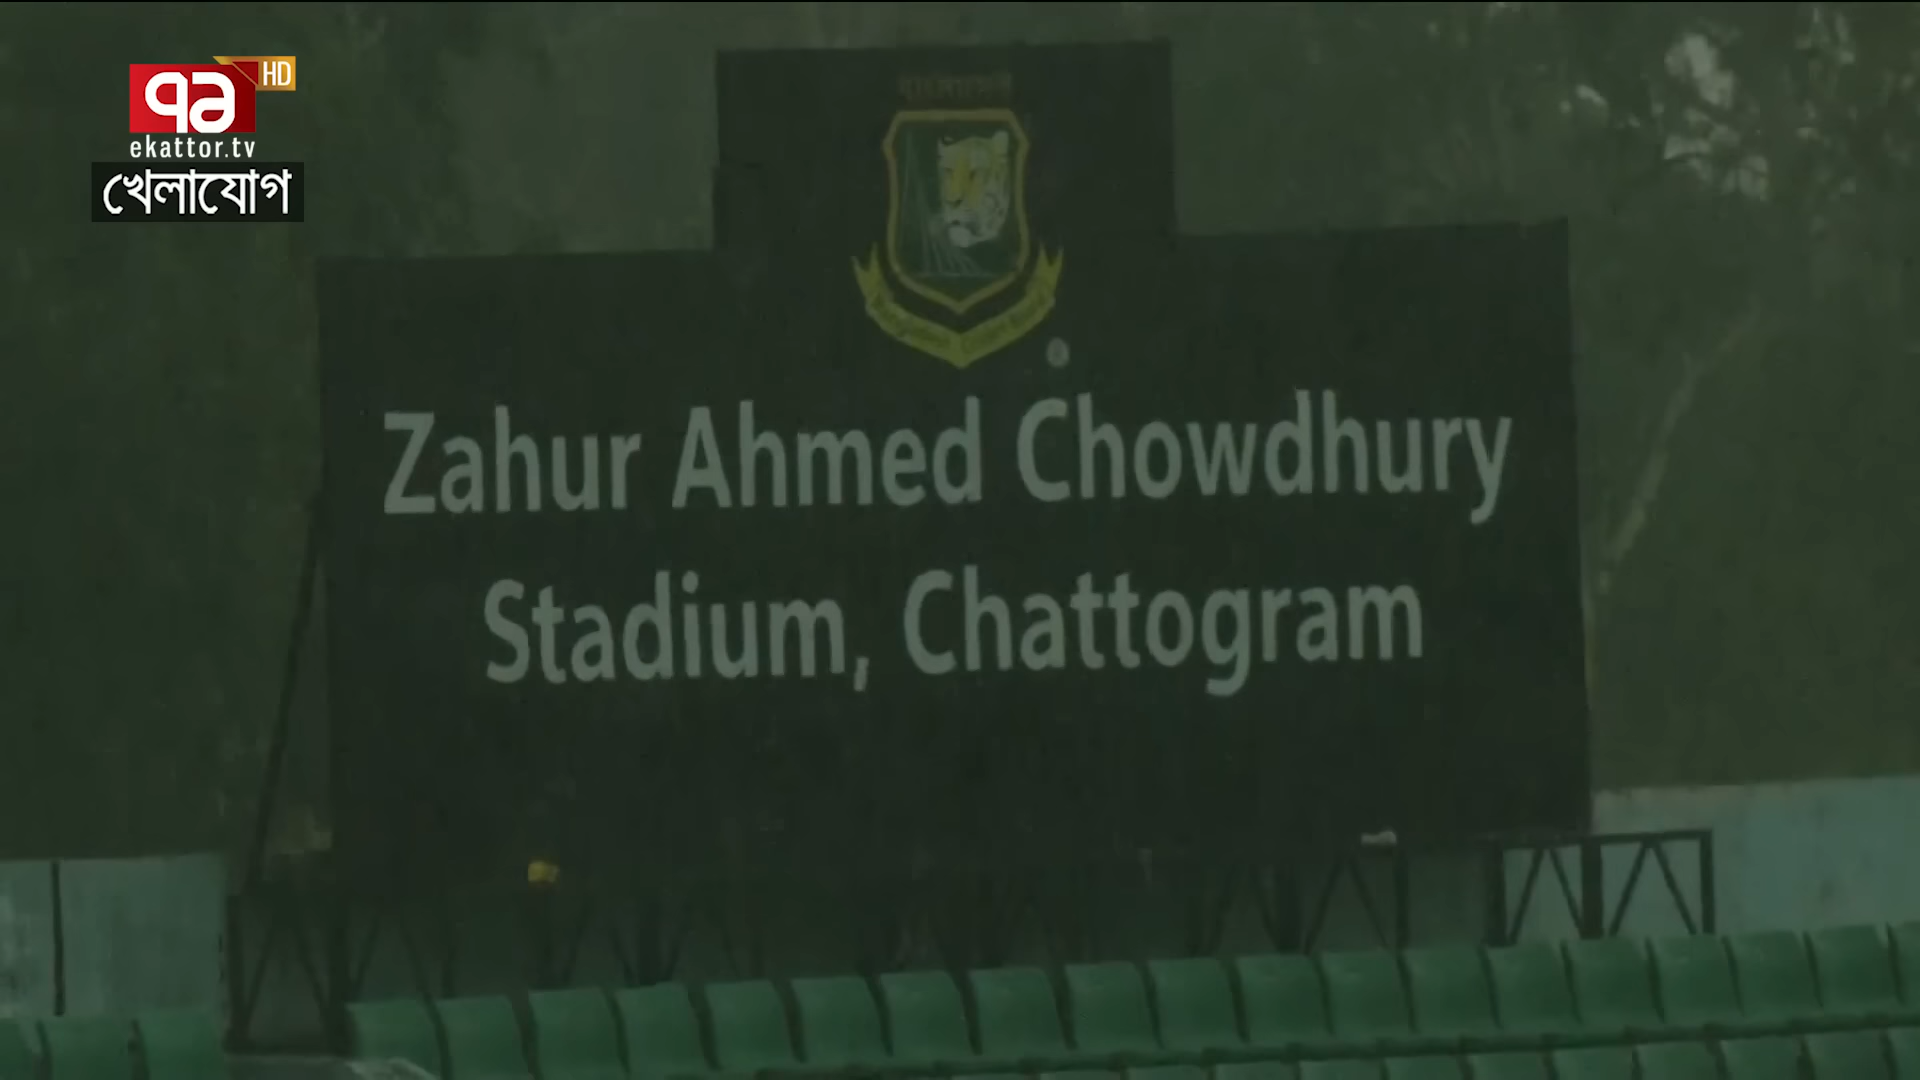 ৭১ HD
ekattor.tv
খেলাযোগ
Zahur Ahmed Chowdhury
Stadium, Chattogram